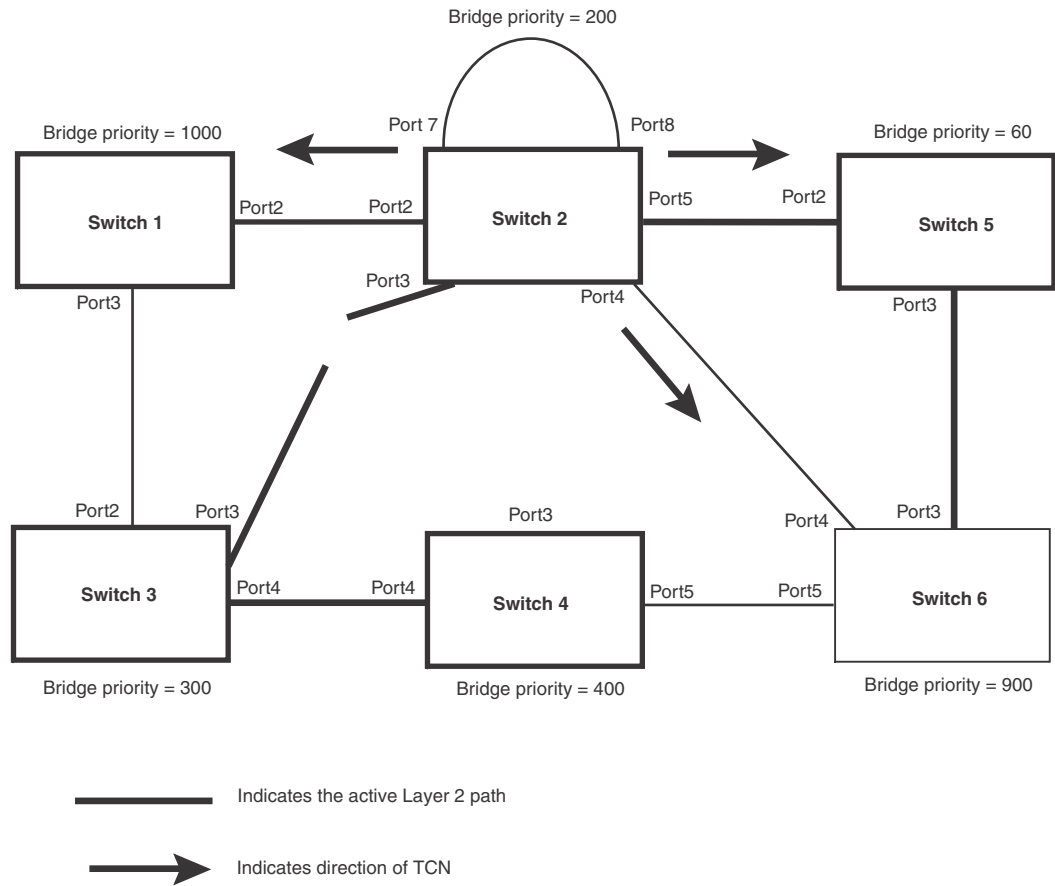 Bridge priority = 200
Port 7
Port8
Bridge priority = 1000
Bridge priority = 60
Switch 1
Port2
Port2
Switch 2
Port5
Port2
Switch 5
Port3
Port3
Port4
Port3
Port2
Port3
Port3
Port4
Port3
Switch 3
Port4
Port4
Switch 4
Port5
Port5
Switch 6
Bridge priority = 300
Bridge priority = 400
Bridge priority = 900
Indicates the active Layer 2 path
Indicates direction of TCN